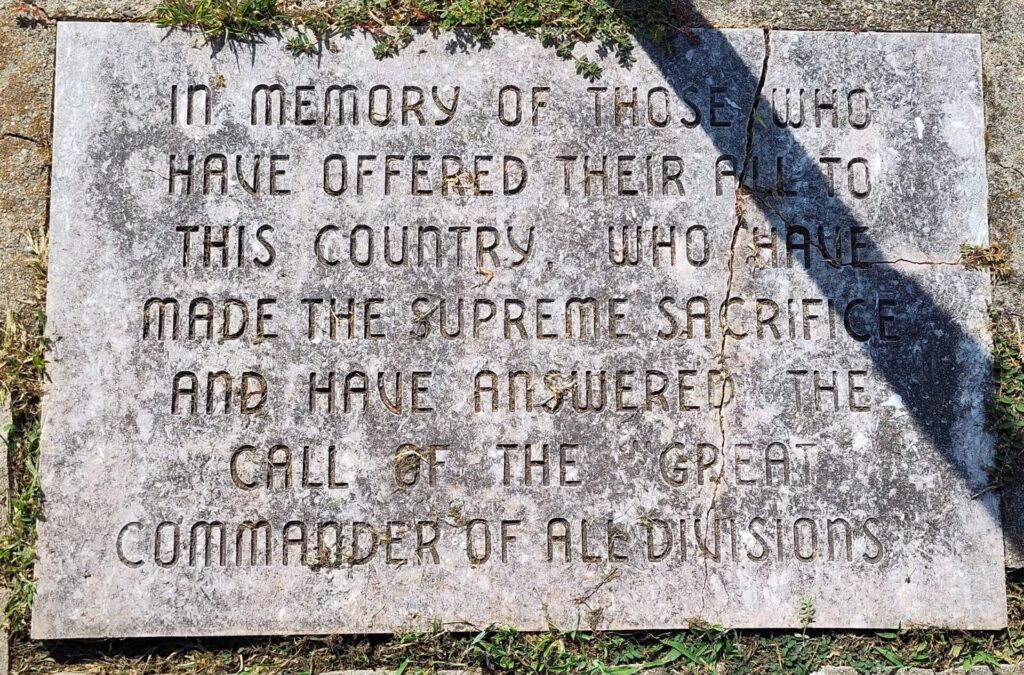 IN MEMORY OF THOSE WHO
HAVE OFFERED THEIR ALL TO
THIS COUNTRY, WHO HAVE
MADE THE SUPREME SACRIFICE
AND HAVE ANSWERED THE
CALL OF THE "GREAT
COMMANDER OF ALL DIVISIONS